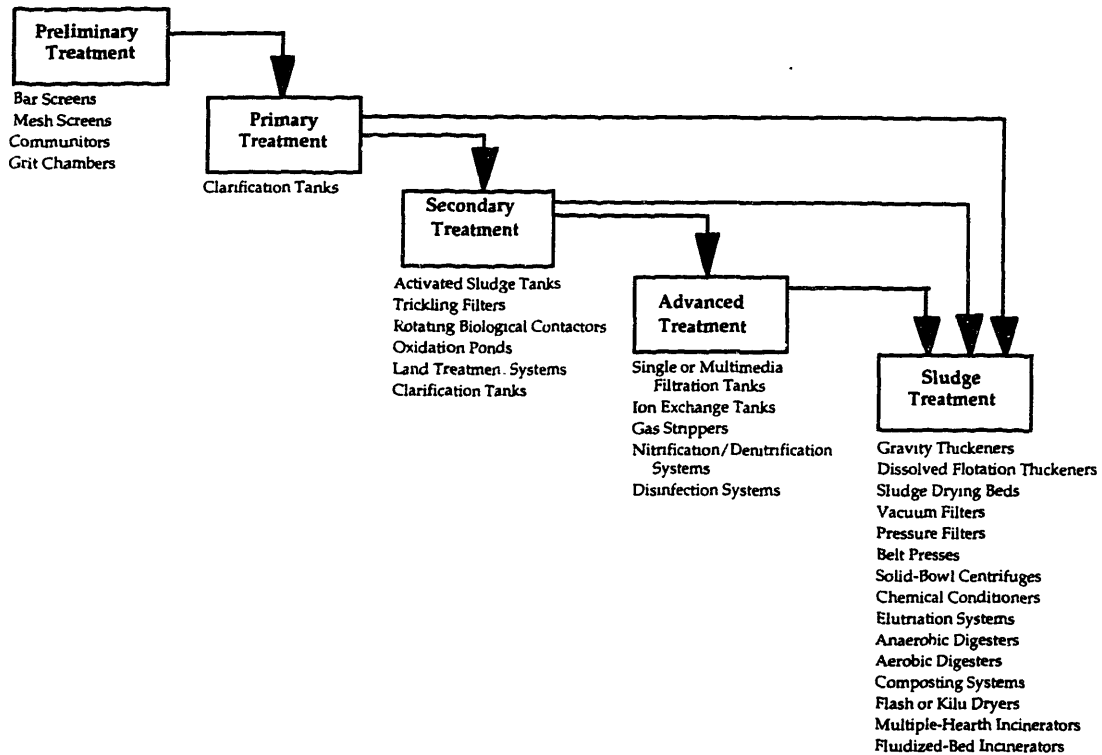 Preliminary
Treatment
Bar Screens
Mesh Screens
Communitors
Grit Chambers
Primary
Treatment
Clarification Tanks
Secondary
Treatment
Activated Sludge Tanks
Trickling Filters
Rotating Biological Contactors
Oxidation Ponds
Land Treatmen. Systems
Clarification Tanks
Advanced
Treatment
Single or Multimedia
Filtration Tanks
Ion Exchange Tanks
Gas Strippers
Nitrification/Denitrification
Systems
Disinfection Systems
Sludge
Treatment
Gravity Thickeners
Dissolved Flotation Thickeners
Sludge Drying Beds
Vacuum Filters
Pressure Filters
Belt Presses
Solid-Bowl Centrifuges
Chemical Conditioners
Elutriation Systems
Anaerobic Digesters
Aerobic Digesters
Composting Systems
Flash or Kilu Dryers
Multiple-Hearth Incinerators
Fluidized-Bed Incinerators